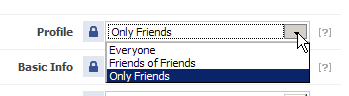 Profile Only Friends [?]
Everyone
Friends of Friends
Only Friends
Basic Info [?]